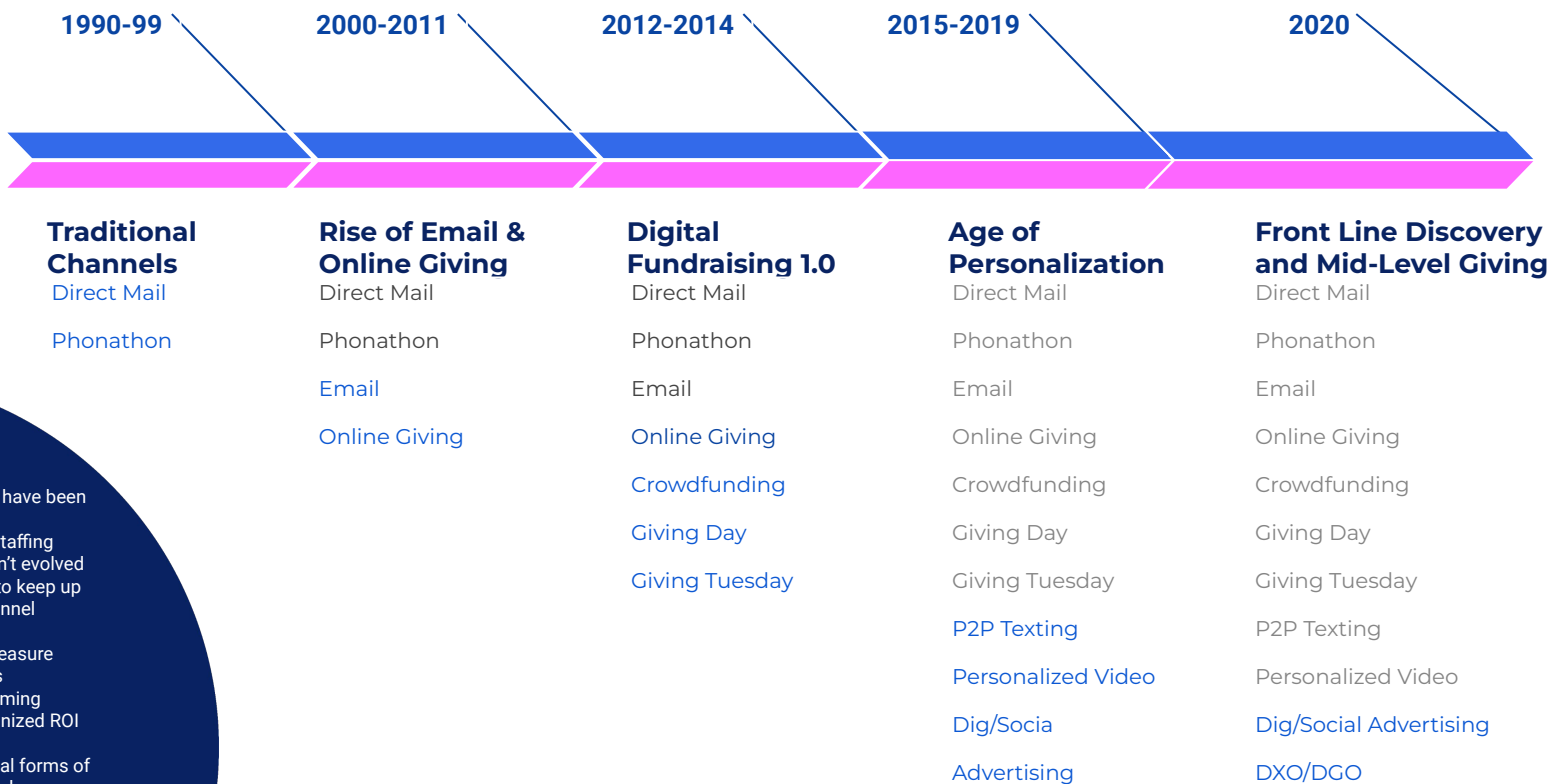 1990-99
2000-2011
2012-2014
2015-2019
2020
Traditional
Channels
Direct Mail
Phonathon
Rise of Email &
Online Giving
Direct Mail
Phonathon
Email
Online Giving
Digital
Fundraising 1.0
Direct Mail
Phonathon
Email
Online Giving
Crowdfunding
Giving Day
Giving Tuesday
Age of
Personalization
Direct Mail
Phonathon
Email
Online Giving
Crowdfunding
Giving Day
Giving Tuesday
P2P Texting
Personalized Video
Dig/Socia
Advertising
Front Line Discovery
and Mid-Level Giving
Direct Mail
Phonathon
Email
Online Giving
Crowdfunding
Giving Day
Giving Tuesday
P2P Texting
Personalized Video
Dig/Social Advertising
DXO/DGO
have been
taffing
n't evolved
to keep up
nnel
easure
s
ming
nized ROI
al forms of